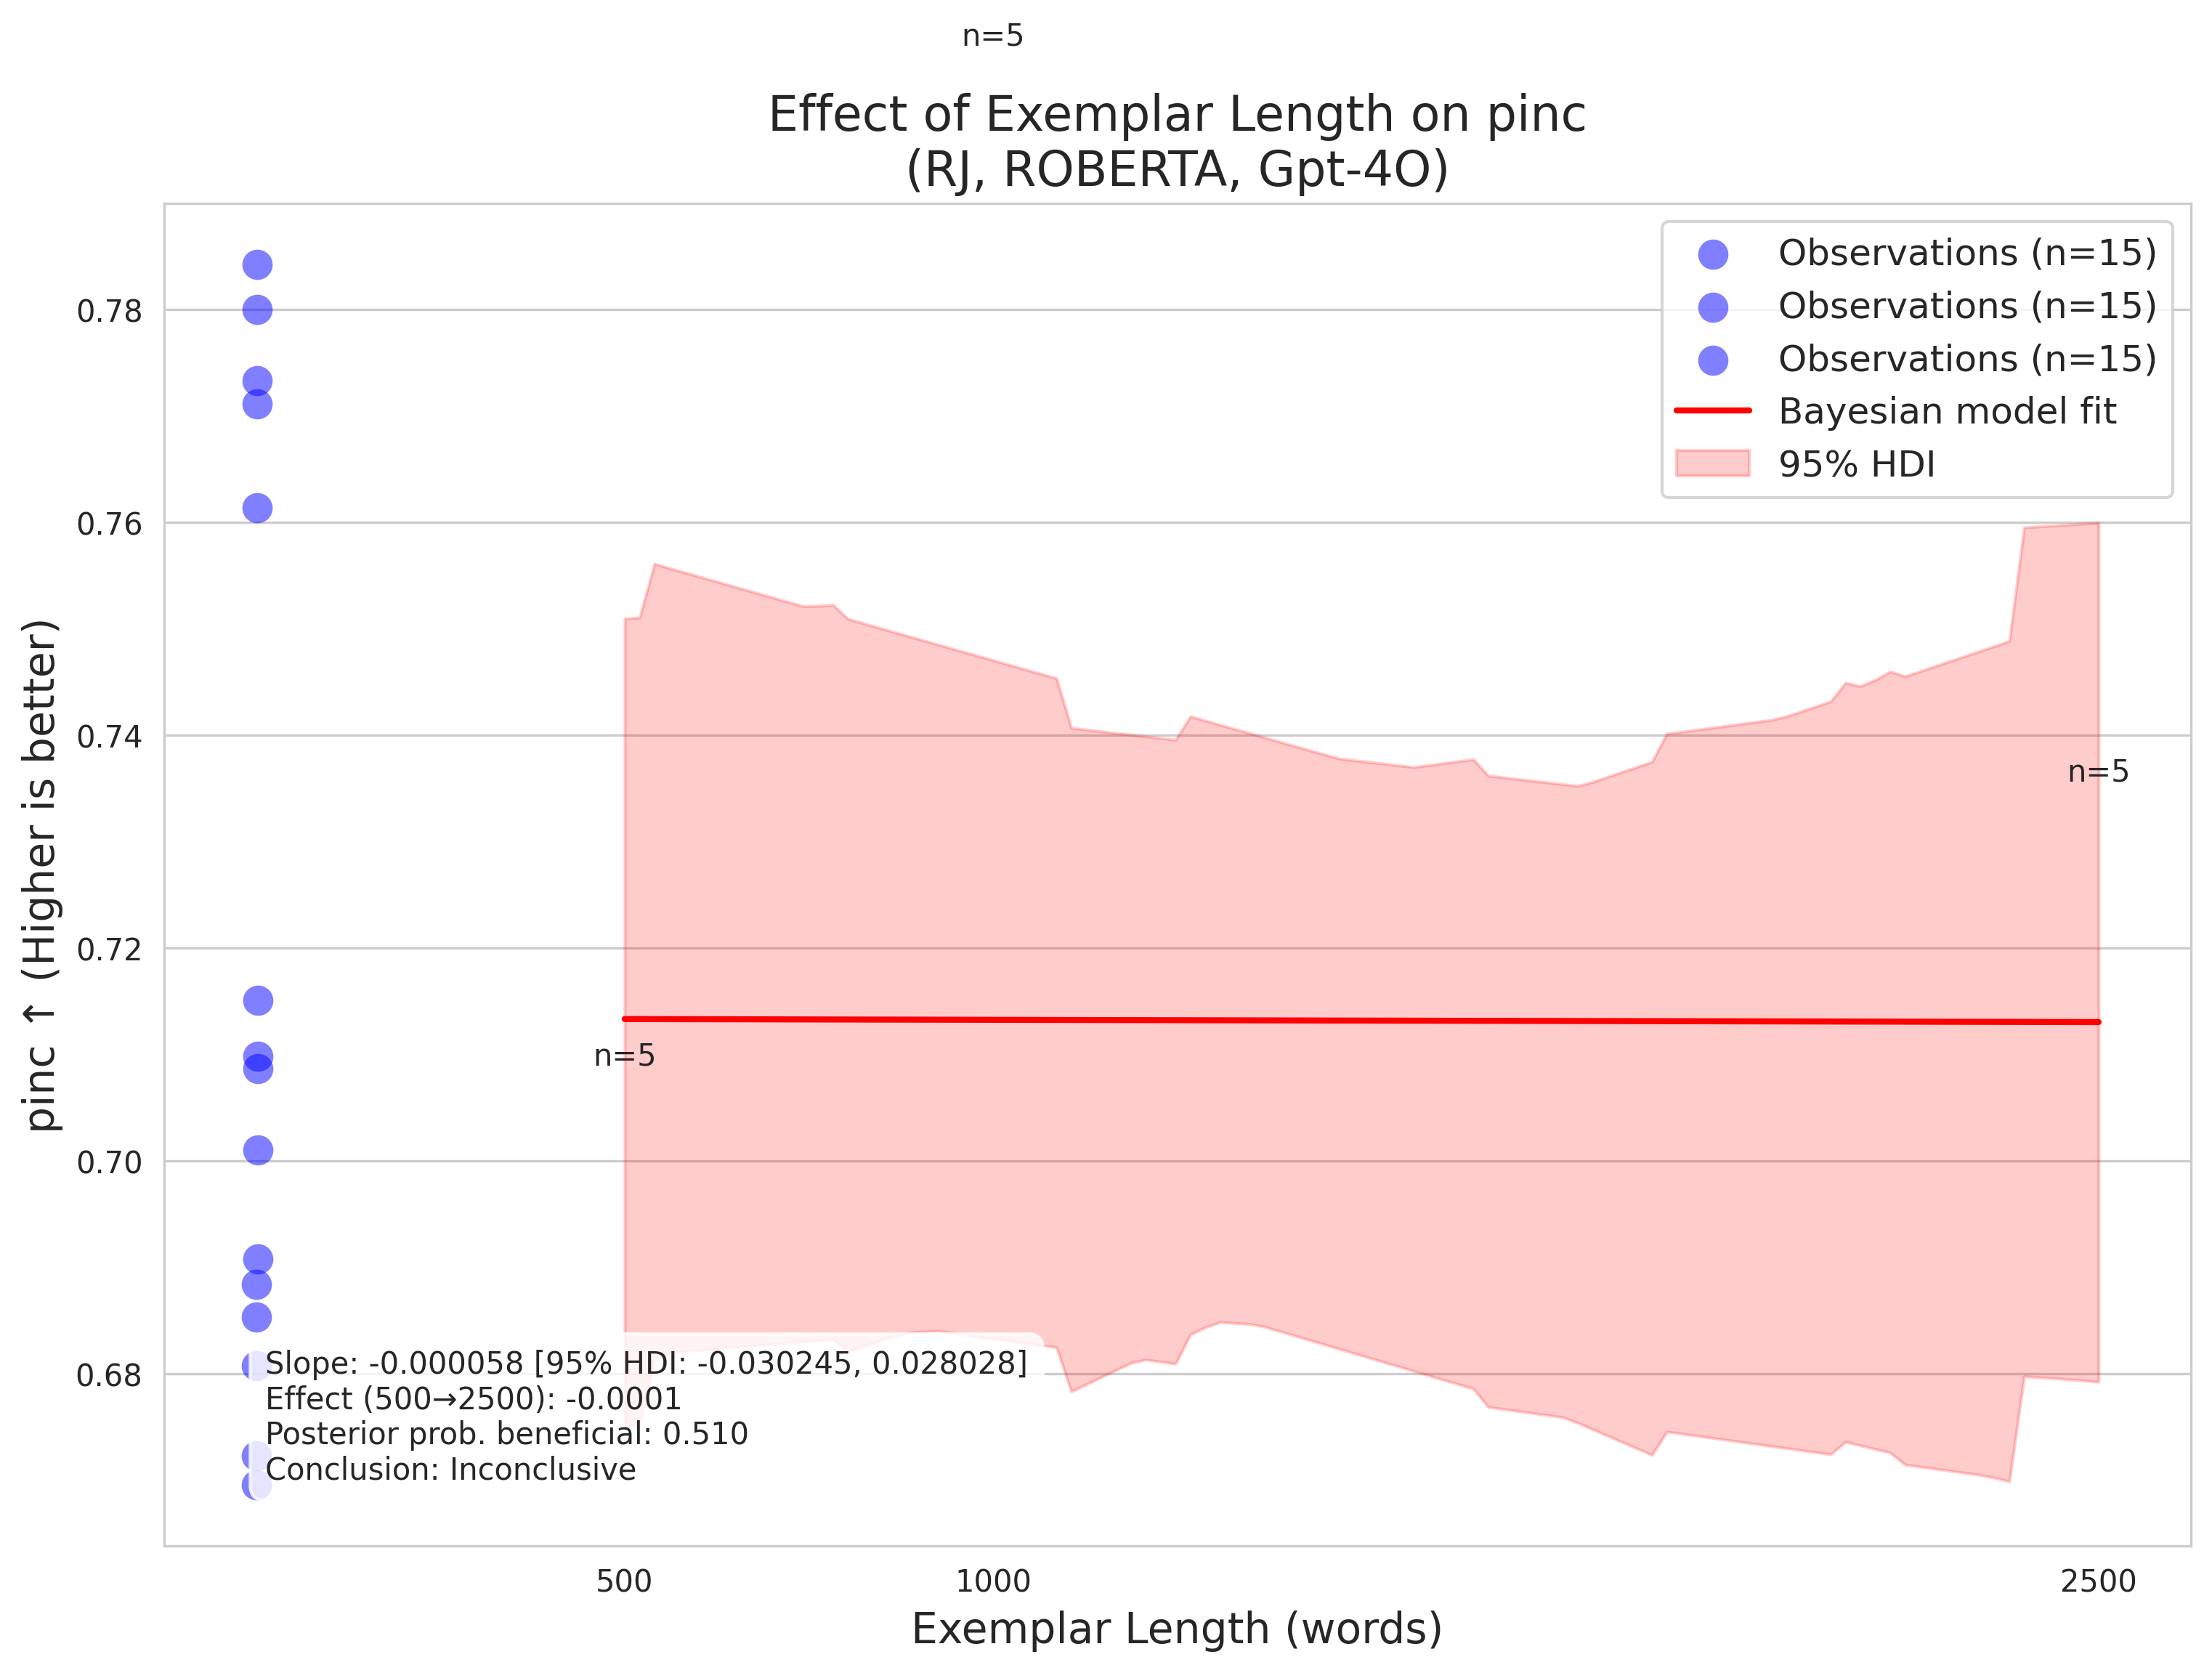 n=5
Effect of Exemplar Length on pinc
(RJ, ROBERTA, Gpt-4O)
Observations (n=15)
Observations (n=15)
Observations (n=15)
Bayesian model fit
95% HDI
pinc ↑ (Higher is better)
0.78
0.76
0.74
0.72
0.70
0.68
n=5
n=5
Slope: -0.000058 [95% HDI: -0.030245, 0.028028]
Effect (500→2500): -0.0001
Posterior prob. beneficial: 0.510
Conclusion: Inconclusive
500
1000
2500
Exemplar Length (words)